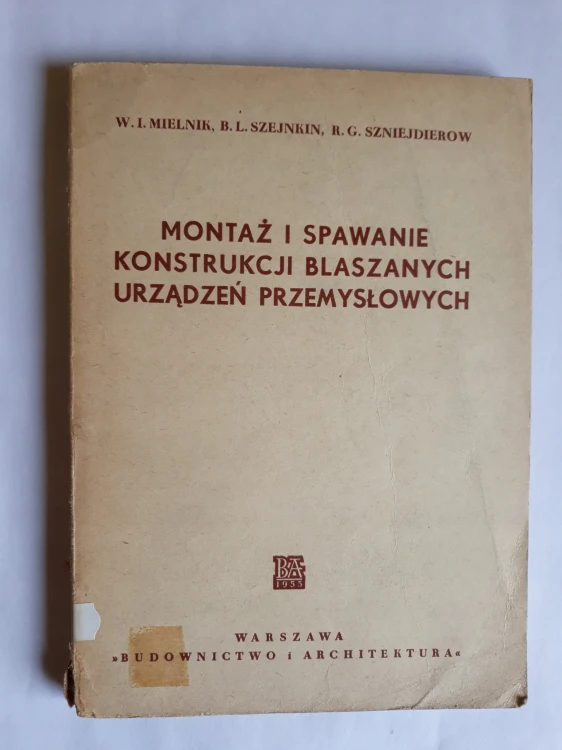 W. I. MIELNIK, B. L. SZEJNKIN, R. G. SZNIEJDIEROW
MONTAŻ I SPAWANIE
KONSTRUKCJI BLASZANYCH
URZĄDZEŃ PRZEMYSŁOWYCH
BA
1955
WARSZAWA
»BUDOWNICTWO i ARCHITEKTURA«